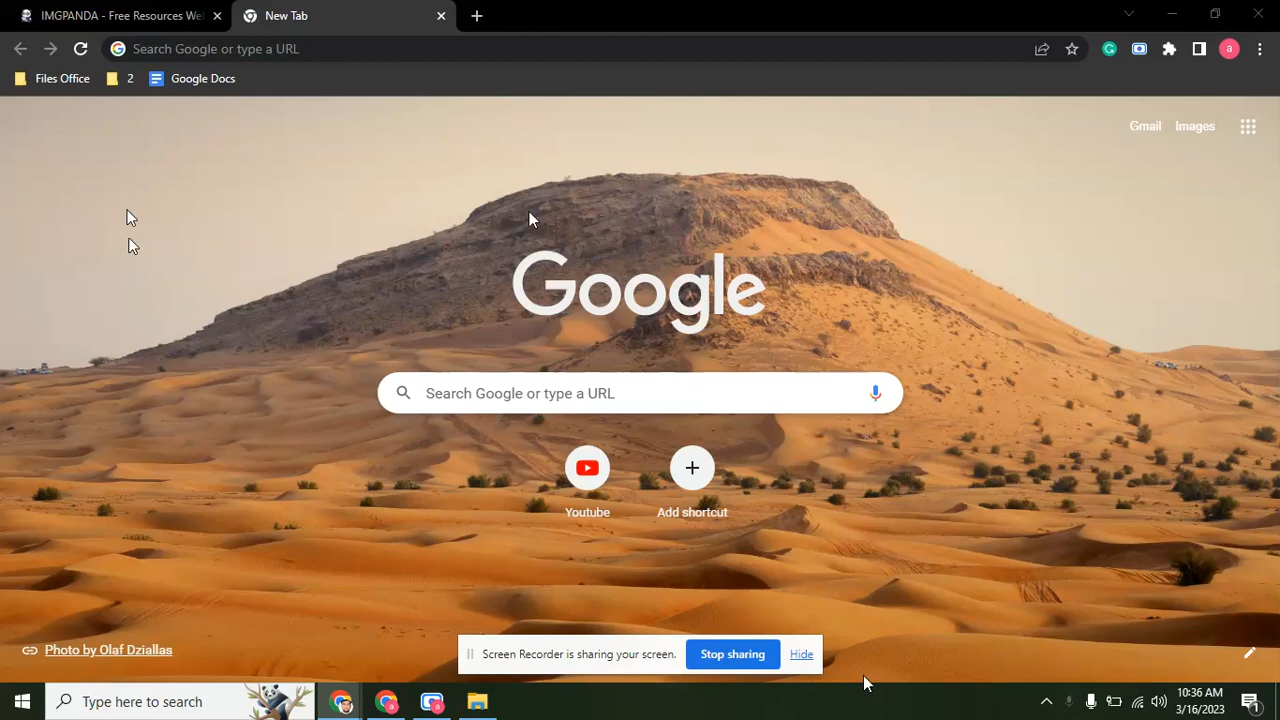 IMGPANDA - Free Resources We
New Tab
Search Google or type a URL
Files Office
2
Google Docs
a
Gmail
Images
Google
Search Google or type a URL
Youtube
Add shortcut
Photo by Olaf Dziallas
Screen Recorder is sharing your screen.
Stop sharing
Hide
Type here to search
10:36 AM
3/16/2023
1